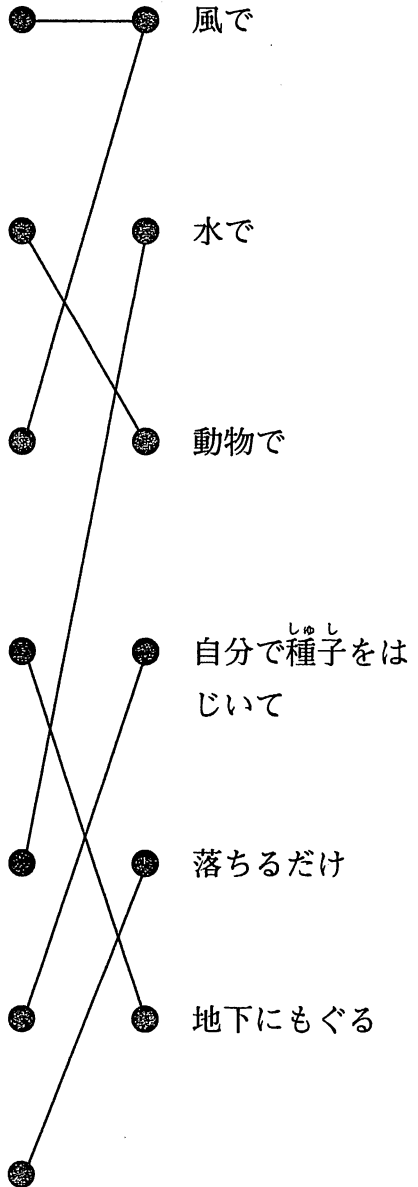 風で
水で
動物で
自分で種子をは
じいて
落ちるだけ
地下にもぐる
しゅし